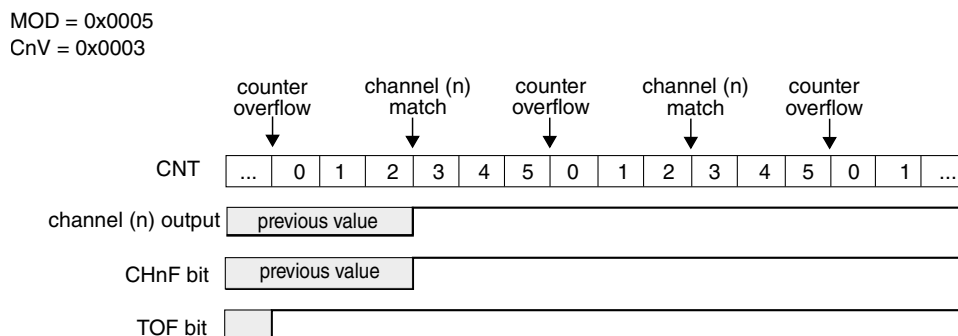 MOD = 0x0005
CnV = 0x0003
counter overflow
channel (n) match
counter overflow
channel (n) match
counter overflow
CNT ... 0 1 2 3 4 5 0 1 2 3 4 5 0 1 ...
channel (n) output previous value
CHnF bit previous value
TOF bit